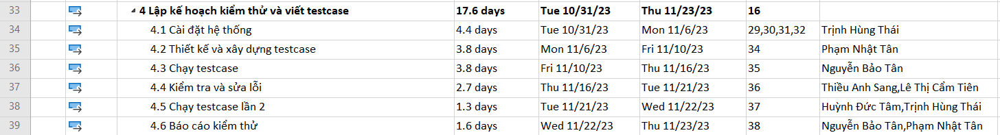 33 4 Lập kế hoạch kiểm thử và viết testcase 17.6 days Tue 10/31/23 Thu 11/23/23 16
34 4.1 Cài đặt hệ thống 4.4 days Tue 10/31/23 Mon 11/6/23 29,30,31,32 Trịnh Hùng Thái
35 4.2 Thiết kế và xây dựng testcase 3.8 days Mon 11/6/23 Fri 11/10/23 34 Phạm Nhật Tân
36 4.3 Chạy testcase 3.8 days Fri 11/10/23 Thu 11/16/23 35 Nguyễn Bảo Tân
37 4.4 Kiểm tra và sửa lỗi 2.7 days Thu 11/16/23 Tue 11/21/23 36 Thiều Anh Sang,Lê Thị Cẩm Tiên
38 4.5 Chạy testcase lần 2 1.3 days Tue 11/21/23 Wed 11/22/23 37 Huỳnh Đức Tâm,Trịnh Hùng Thái
39 4.6 Báo cáo kiểm thử 1.6 days Wed 11/22/23 Thu 11/23/23 38 Nguyễn Bảo Tân,Phạm Nhật Tân